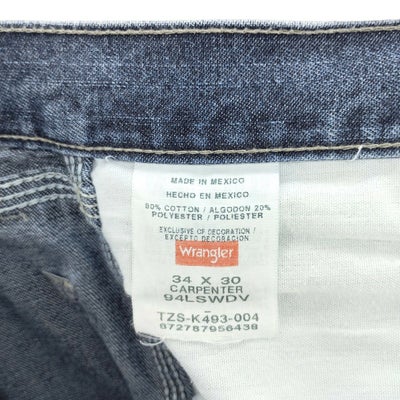 MADE IN MEXICO
HECHO EN MEXICO
80% COTTON / ALGODON 20%
POLYESTER / POLIESTER
EXCLUSIVE OF DECORATION /
EXCEPTO DECORACION
Wrangler
34 X 30
CARPENTER
94LSWDV
TZS-K493-004
872787956438